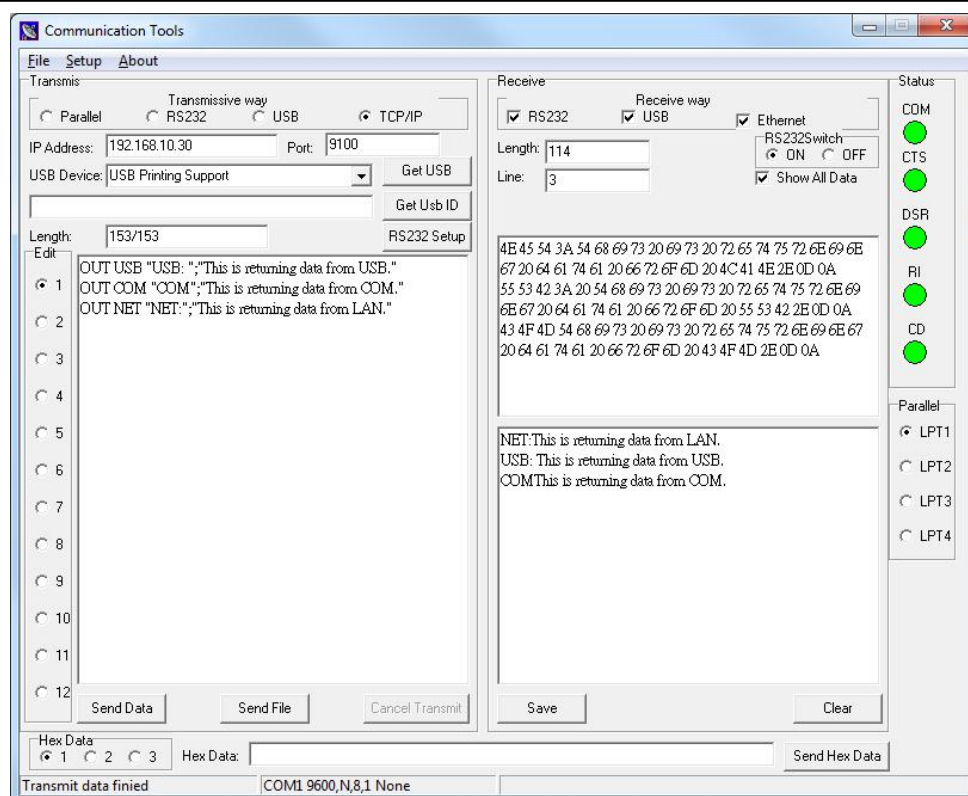 Communication Tools
File Setup About
Transmis
Transmissive way
Parallel RS232 USB TCP/IP
IP Address: 192.168.10.30 Port: 9100
USB Device: USB Printing Support Get USB
Get Usb ID
Length: 153/153 RS232 Setup
Edit
1
2
3
4
5
6
7
8
9
10
11
12
OUT USB "USB: ";"This is returning data from USB."
OUT COM "COM";"This is returning data from COM."
OUT NET "NET:";"This is returning data from LAN."
Send Data Send File Cancel Transmit
Receive
Receive way
RS232 USB Ethernet
Length: 114
RS232Switch
ON OFF
Line: 3
Show All Data
4E 45 54 3A 54 68 69 73 20 69 73 20 72 65 74 75 72 6E 69 6E
67 20 64 61 74 61 20 66 72 6F 6D 20 4C 41 4E 2E 0D 0A
55 53 42 3A 20 54 68 69 73 20 69 73 20 72 65 74 75 72 6E 69
6E 67 20 64 61 74 61 20 66 72 6F 6D 20 55 53 42 2E 0D 0A
43 4F 4D 54 68 69 73 20 69 73 20 72 65 74 75 72 6E 69 6E 67
20 64 61 74 61 20 66 72 6F 6D 20 43 4F 4D 2E 0D 0A
NET:This is returning data from LAN.
USB: This is returning data from USB.
COMThis is returning data from COM.
Save Clear
Status
COM
CTS
DSR
RI
CD
Parallel
LPT1
LPT2
LPT3
LPT4
Hex Data
1 2 3 Hex Data: Send Hex Data
Transmit data finied COM1 9600,N,8,1 None